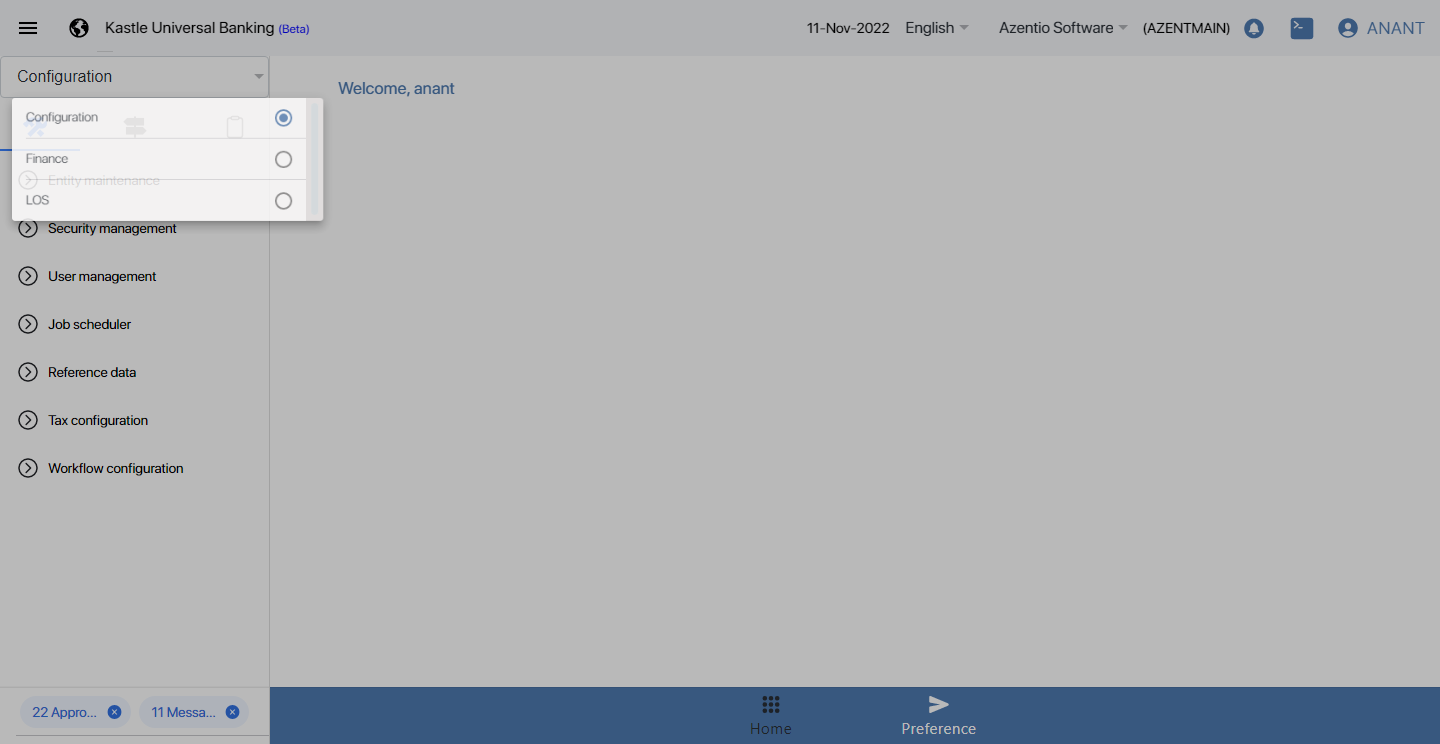 Kastle Universal Banking (Beta)
11-Nov-2022 English Azentio Software (AZENTMAIN) ANANT
Configuration
Welcome, anant
Configuration
Finance
Entity maintenance
LOS
Security management
User management
Job scheduler
Reference data
Tax configuration
Workflow configuration
22 Appro... 11 Messa...
Home Preference